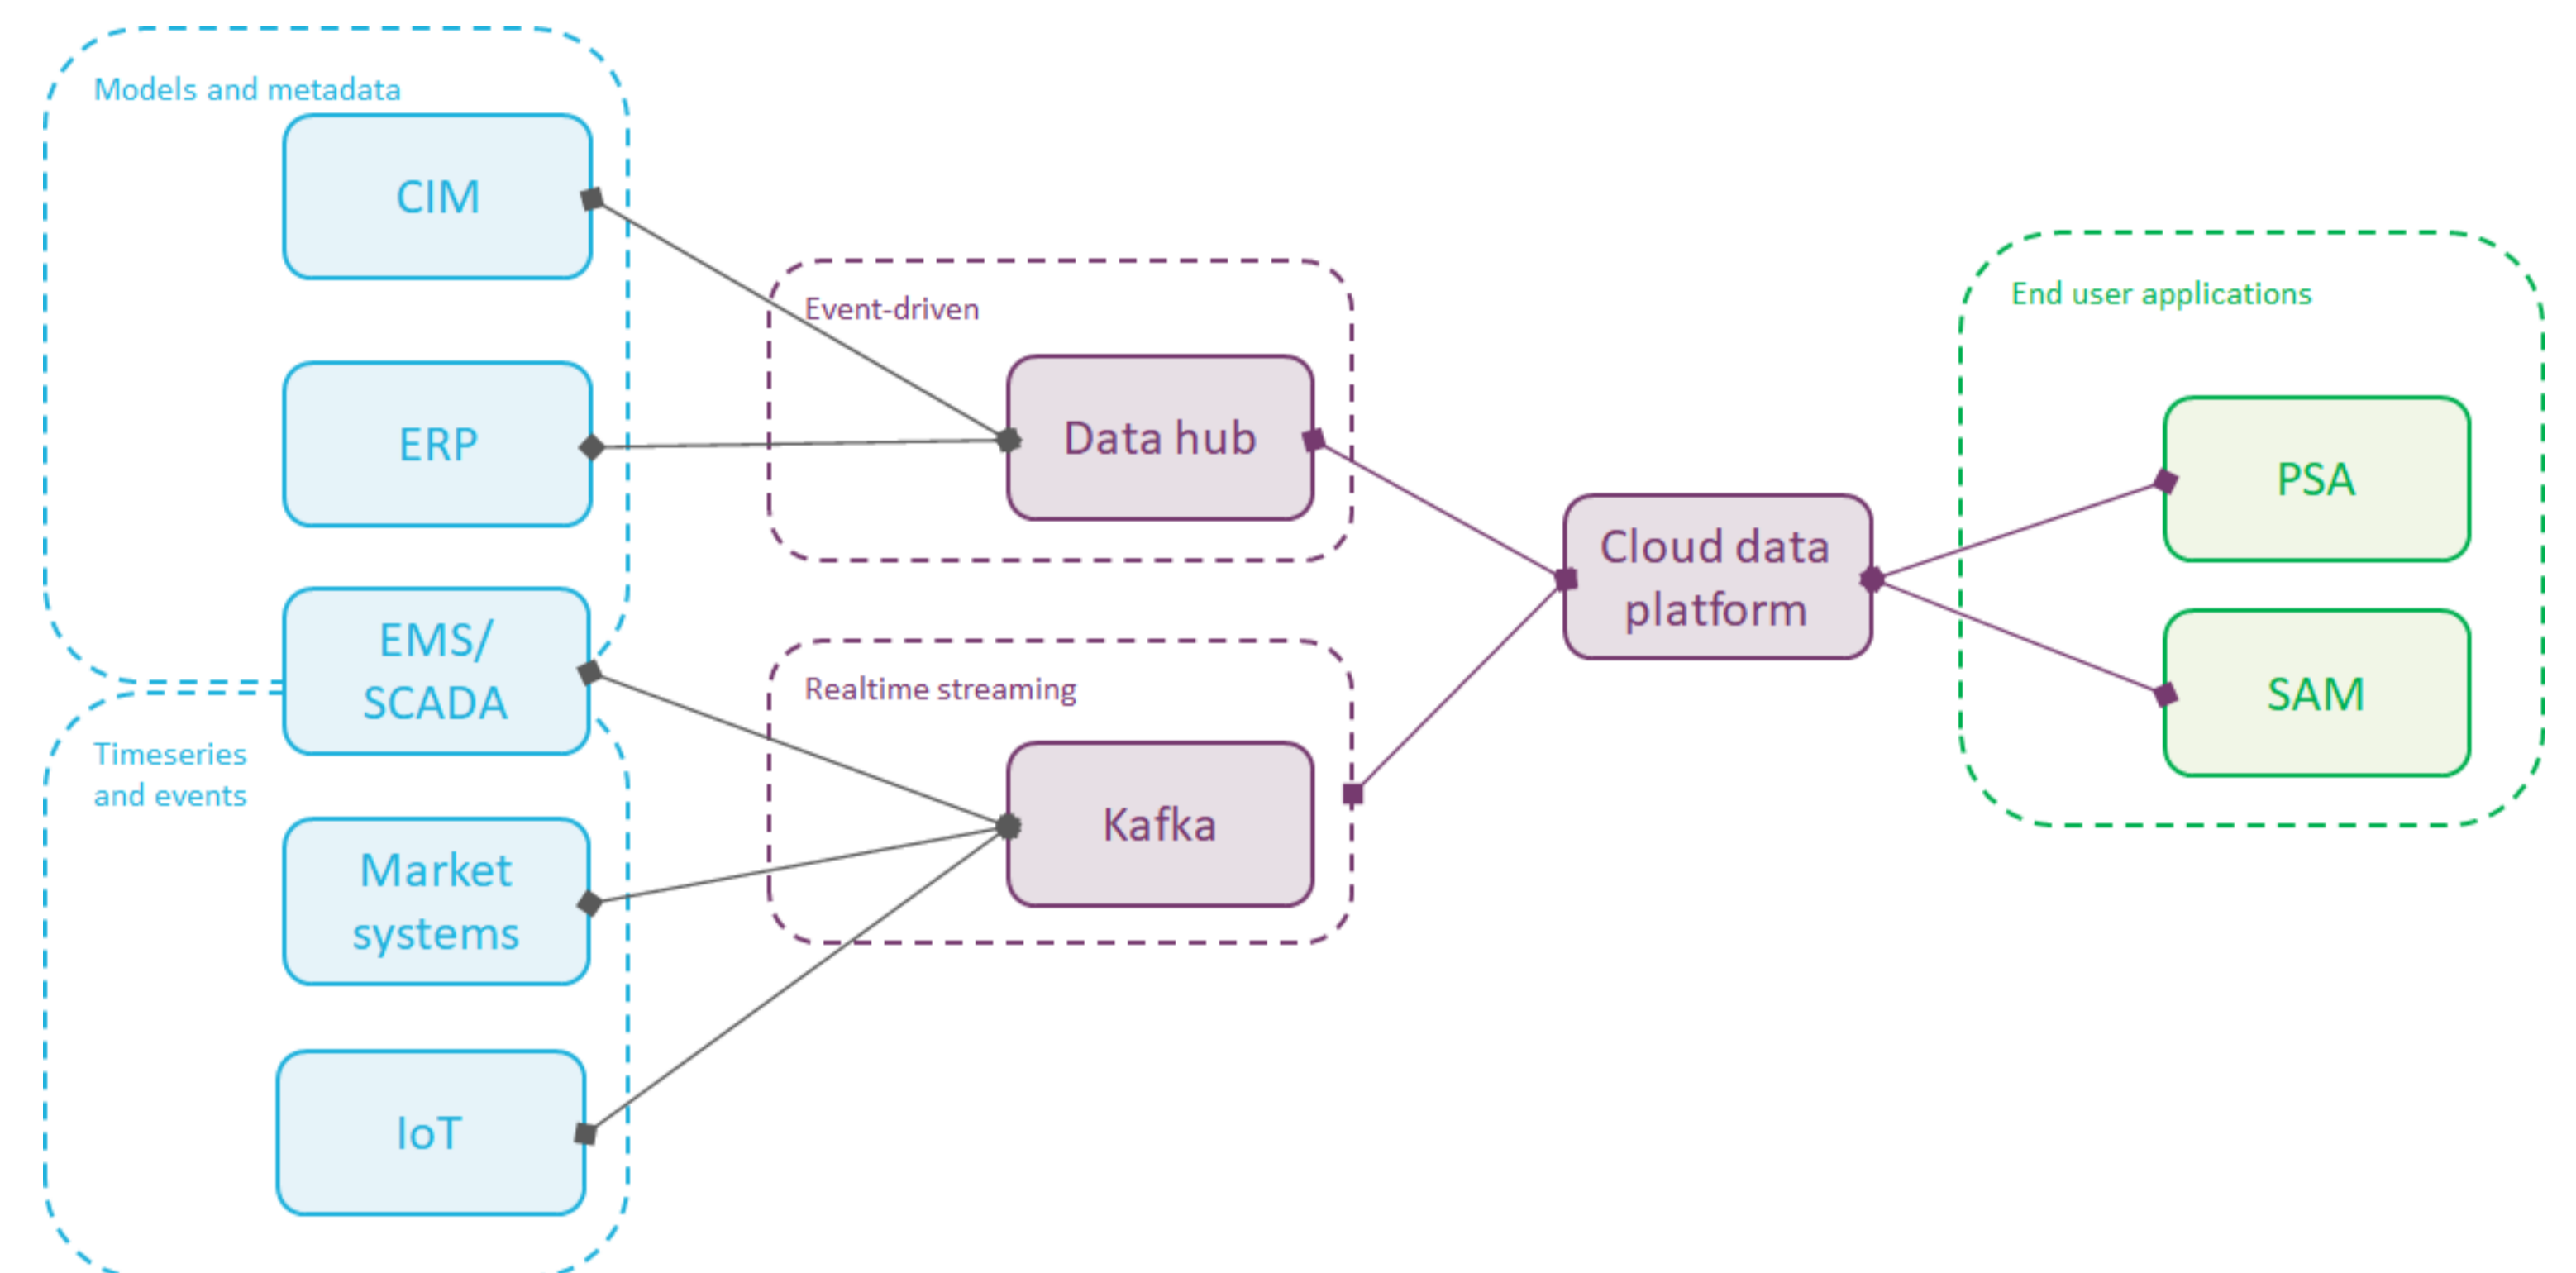 Models and metadata
CIM
ERP
EMS/
SCADA
Timeseries
and events
Market
systems
IoT
Event-driven
Data hub
Realtime streaming
Kafka
Cloud data
platform
End user applications
PSA
SAM